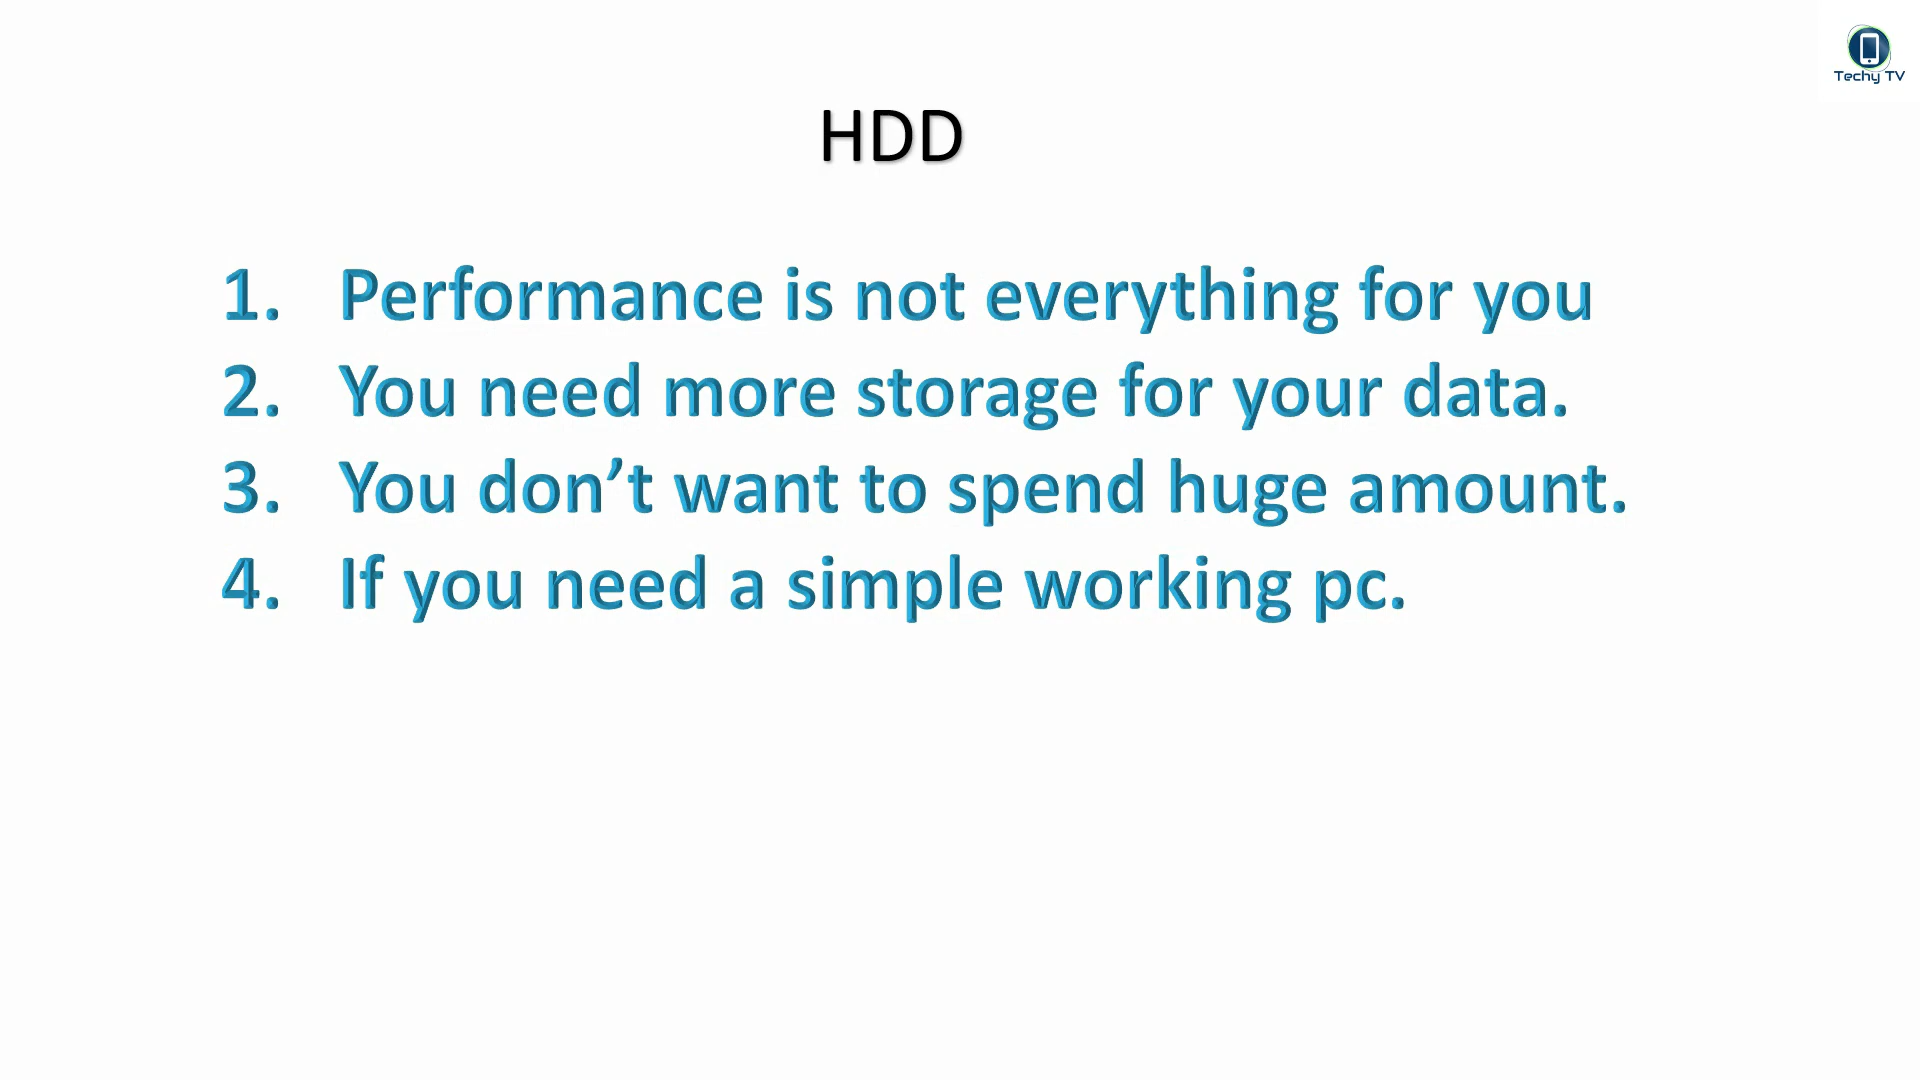 Techy TV
HDD
1. Performance is not everything for you
2. You need more storage for your data.
3. You don’t want to spend huge amount.
4. If you need a simple working pc.